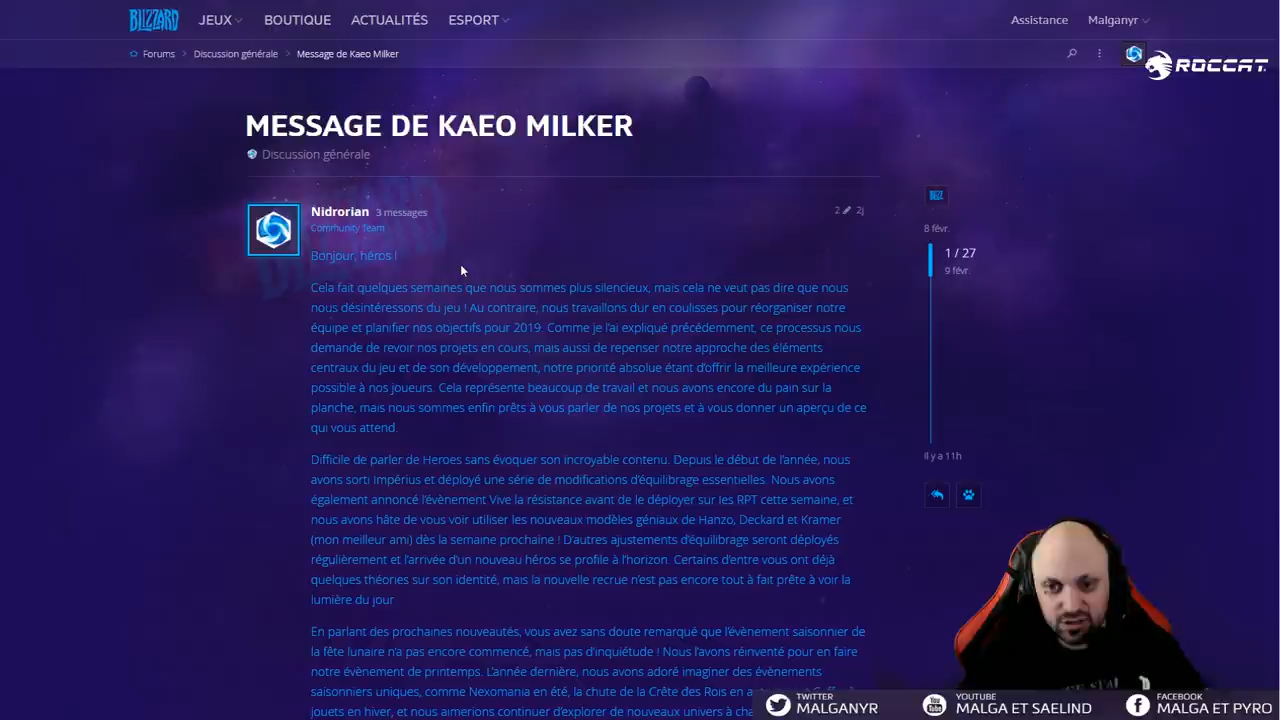 BLIZZARD JEUX BOUTIQUE ACTUALITÉS ESPORT Assistance Malganyr
Forums Discussion générale Message de Kaeo Milker
ROCCAT
MESSAGE DE KAEO MILKER
Discussion générale
Nidrorian 3 messages 2 2j
Community Team
Bonjour, héros !
Cela fait quelques semaines que nous sommes plus silencieux, mais cela ne veut pas dire que nous
nous désintéressons du jeu ! Au contraire, nous travaillons dur en coulisses pour réorganiser notre
équipe et planifier nos objectifs pour 2019. Comme je l'ai expliqué précédemment, ce processus nous
demande de revoir nos projets en cours, mais aussi de repenser notre approche des éléments
centraux du jeu et de son développement, notre priorité absolue étant d'offrir la meilleure expérience
possible à nos joueurs. Cela représente beaucoup de travail et nous avons encore du pain sur la
planche, mais nous sommes enfin prêts à vous parler de nos projets et à vous donner un aperçu de ce
qui vous attend.
Difficile de parler de Heroes sans évoquer son incroyable contenu. Depuis le début de l'année, nous
avons sorti Impérius et déployé une série de modifications d'équilibrage essentielles. Nous avons
également annoncé l'évènement Vive la résistance avant de le déployer sur les RPT cette semaine, et
nous avons hâte de vous voir utiliser les nouveaux modèles géniaux de Hanzo, Deckard et Kramer
(mon meilleur ami) dès la semaine prochaine ! D'autres ajustements d'équilibrage seront déployés
régulièrement et l'arrivée d'un nouveau héros se profile à l'horizon. Certains d'entre vous ont déjà
quelques théories sur son identité, mais la nouvelle recrue n'est pas encore tout à fait prête à voir la
lumière du jour
En parlant des prochaines nouveautés, vous avez sans doute remarqué que l'évènement saisonnier de
la fête lunaire n'a pas encore commencé, mais pas d'inquiétude ! Nous l'avons réinventé pour en faire
notre évènement de printemps. L'année dernière, nous avons adoré imaginer des évènements
saisonniers uniques, comme Nexomania en été, la chute de la Crête des Rois en
jouets en hiver, et nous aimerions continuer d'explorer de nouveaux univers à
BLIZZ
8 févr.
1 / 27
9 févr.
Il y a 11h
TWITTER
MALGANYR
YOUTUBE
MALGA ET SAELIND
FACEBOOK
MALGA ET PYRO